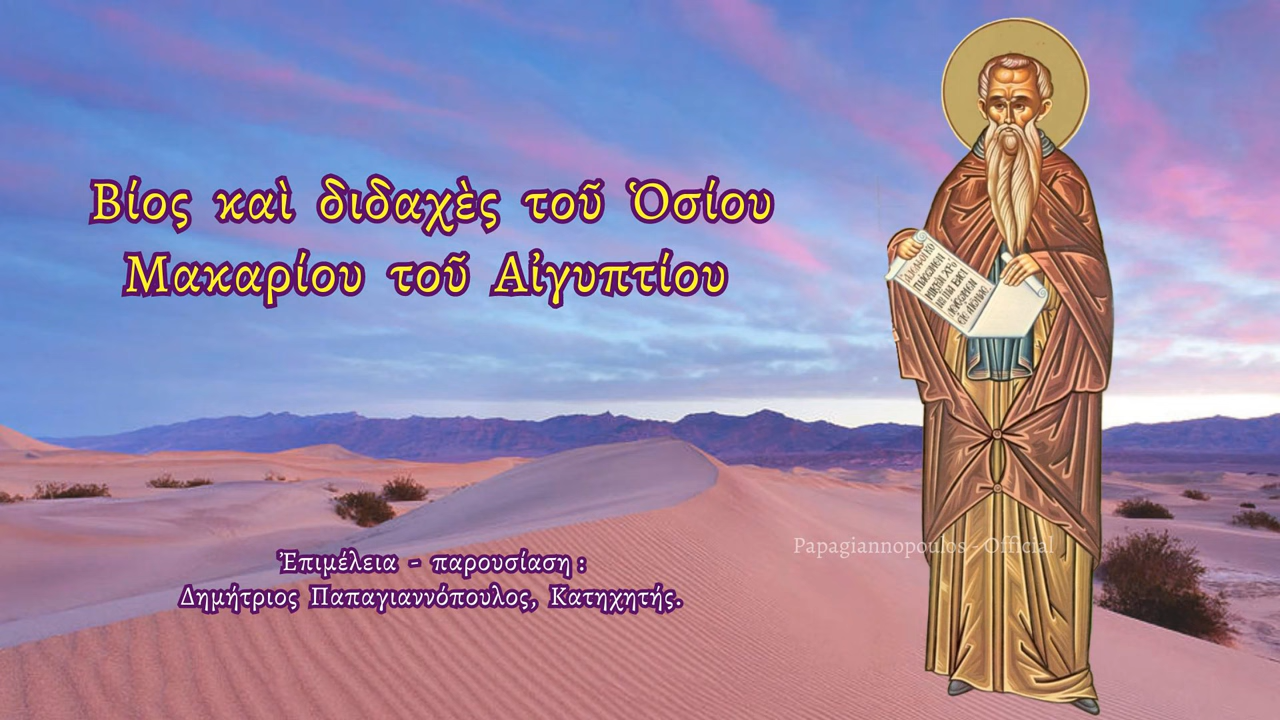 Βίος καὶ διδαχὲς τοῦ Ὁσίου
Μακαρίου τοῦ Αἰγυπτίου
Ἐπιμέλεια - παρουσίαση :
Δημήτριος Παπαγιαννόπουλος, Κατηχητής.
Papagiannopoulos - Official